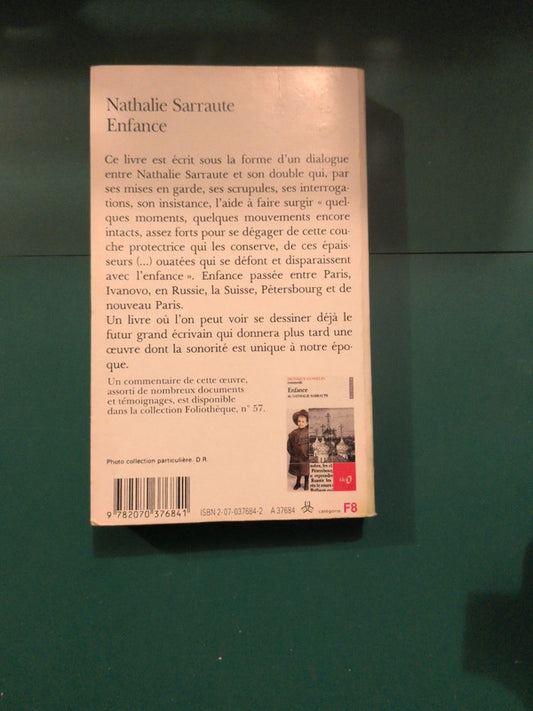 Nathalie Sarraute
Enfance
Ce livre est écrit sous la forme d'un dialogue
entre Nathalie Sarraute et son double qui, par
ses mises en garde, ses scrupules, ses interroga-
tions, son insistance, l'aide à faire surgir « quel-
ques moments, quelques mouvements encore
intacts, assez forts pour se dégager de cette cou-
che protectrice qui les conserve, de ces épais-
seurs (...) ouatées qui se défont et disparaissent
avec l'enfance ». Enfance passée entre Paris,
Ivanovo, en Russie, la Suisse, Pétersbourg et de
nouveau Paris.
Un livre où l'on peut voir se dessiner déjà le
futur grand écrivain qui donnera plus tard une
œuvre dont la sonorité est unique à notre épo-
que.
Un commentaire de cette œuvre,
assorti de nombreux documents
et témoignages, est disponible
dans la collection Foliothèque, n° 57.
Enfance
de NATHALIE SARRAUTE
Photo collection particulière. D.R.
9 782070 376841
ISBN 2-07-037684-2 A 37684 catégorie F8